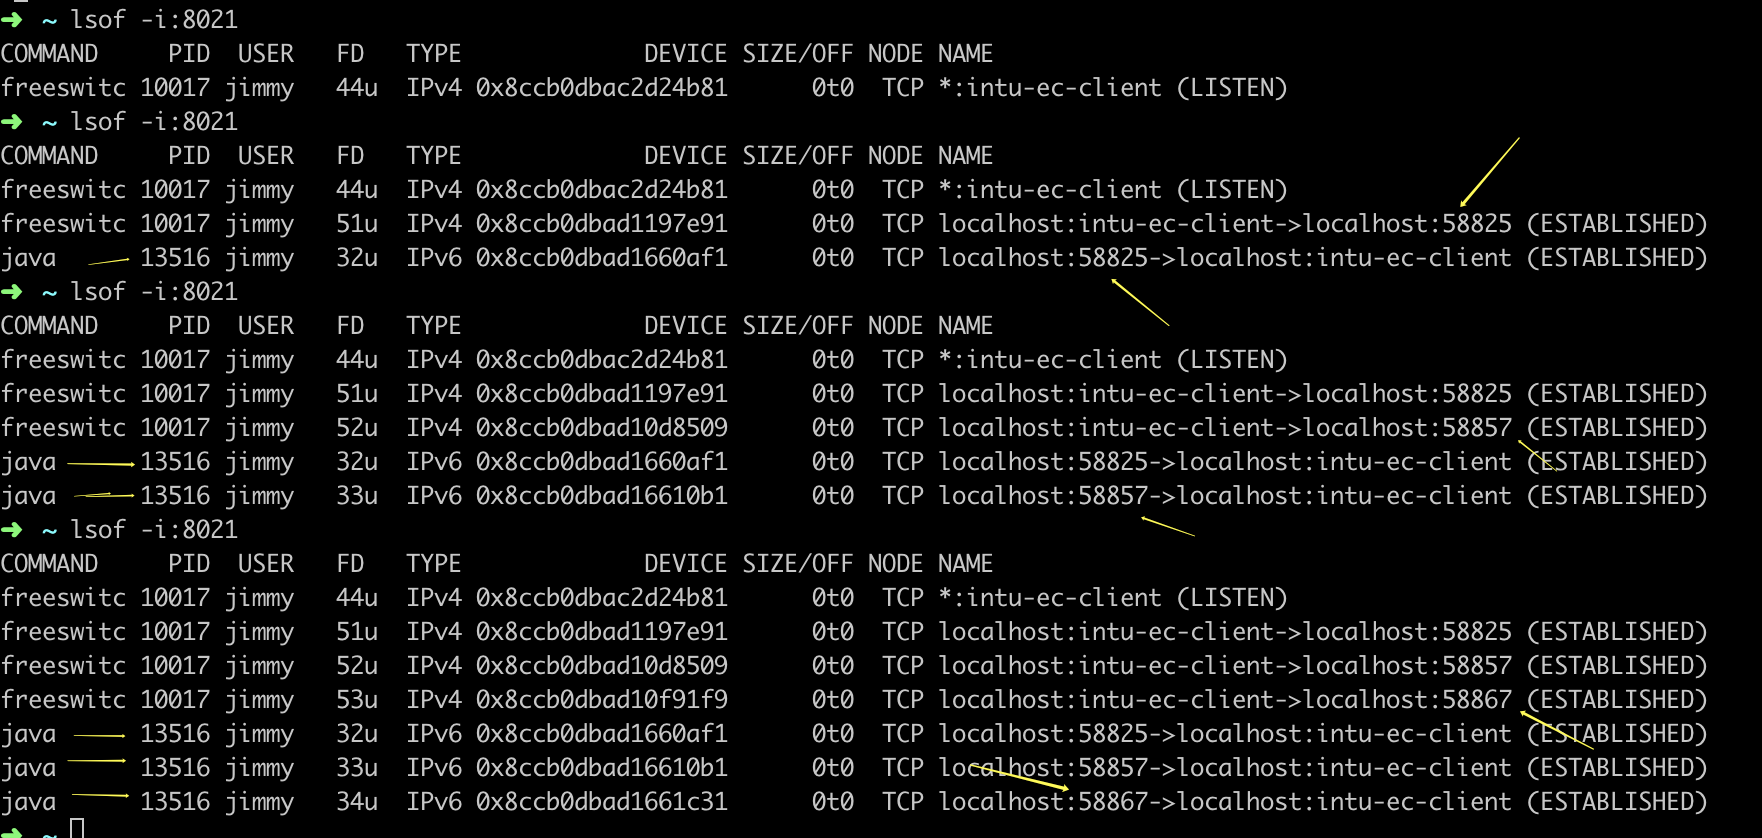 ➜ ~ lsof -i:8021
COMMAND     PID  USER   FD   TYPE             DEVICE SIZE/OFF NODE NAME
freeswitc 10017 jimmy   44u  IPv4 0x8ccb0dbac2d24b81      0t0  TCP *:intu-ec-client (LISTEN)
➜ ~ lsof -i:8021
COMMAND     PID  USER   FD   TYPE             DEVICE SIZE/OFF NODE NAME
freeswitc 10017 jimmy   44u  IPv4 0x8ccb0dbac2d24b81      0t0  TCP *:intu-ec-client (LISTEN)
freeswitc 10017 jimmy   51u  IPv4 0x8ccb0dbad1197e91      0t0  TCP localhost:intu-ec-client->localhost:58825 (ESTABLISHED)
java      13516 jimmy   32u  IPv6 0x8ccb0dbad1660af1      0t0  TCP localhost:58825->localhost:intu-ec-client (ESTABLISHED)
➜ ~ lsof -i:8021
COMMAND     PID  USER   FD   TYPE             DEVICE SIZE/OFF NODE NAME
freeswitc 10017 jimmy   44u  IPv4 0x8ccb0dbac2d24b81      0t0  TCP *:intu-ec-client (LISTEN)
freeswitc 10017 jimmy   51u  IPv4 0x8ccb0dbad1197e91      0t0  TCP localhost:intu-ec-client->localhost:58825 (ESTABLISHED)
freeswitc 10017 jimmy   52u  IPv4 0x8ccb0dbad10d8509      0t0  TCP localhost:intu-ec-client->localhost:58857 (ESTABLISHED)
java      13516 jimmy   32u  IPv6 0x8ccb0dbad1660af1      0t0  TCP localhost:58825->localhost:intu-ec-client (ESTABLISHED)
java      13516 jimmy   33u  IPv6 0x8ccb0dbad16610b1      0t0  TCP localhost:58857->localhost:intu-ec-client (ESTABLISHED)
➜ ~ lsof -i:8021
COMMAND     PID  USER   FD   TYPE             DEVICE SIZE/OFF NODE NAME
freeswitc 10017 jimmy   44u  IPv4 0x8ccb0dbac2d24b81      0t0  TCP *:intu-ec-client (LISTEN)
freeswitc 10017 jimmy   51u  IPv4 0x8ccb0dbad1197e91      0t0  TCP localhost:intu-ec-client->localhost:58825 (ESTABLISHED)
freeswitc 10017 jimmy   52u  IPv4 0x8ccb0dbad10d8509      0t0  TCP localhost:intu-ec-client->localhost:58857 (ESTABLISHED)
freeswitc 10017 jimmy   53u  IPv4 0x8ccb0dbad10f91f9      0t0  TCP localhost:intu-ec-client->localhost:58867 (ESTABLISHED)
java      13516 jimmy   32u  IPv6 0x8ccb0dbad1660af1      0t0  TCP localhost:58825->localhost:intu-ec-client (ESTABLISHED)
java      13516 jimmy   33u  IPv6 0x8ccb0dbad16610b1      0t0  TCP localhost:58857->localhost:intu-ec-client (ESTABLISHED)
java      13516 jimmy   34u  IPv6 0x8ccb0dbad1661c31      0t0  TCP localhost:58867->localhost:intu-ec-client (ESTABLISHED)
➜ ~